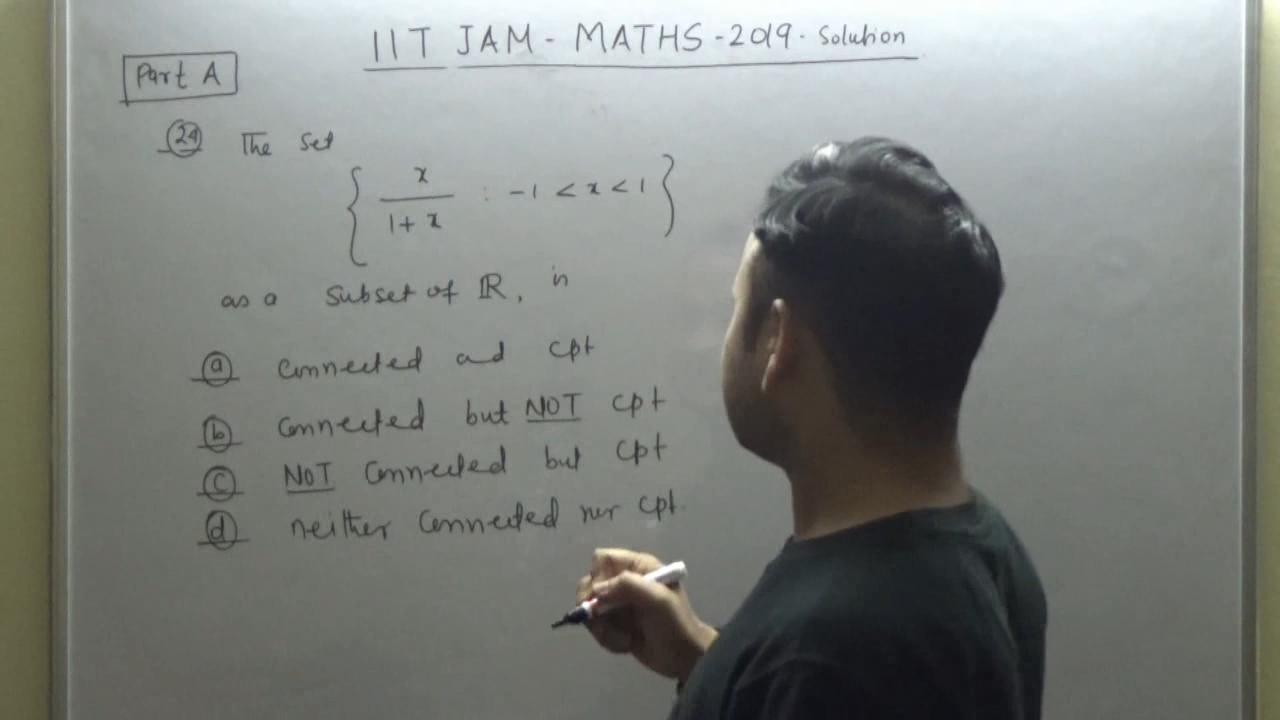 IIT JAM - MATHS - 2019. Solution
Part A
24 The set
{ x / 1 + x : -1 < x < 1 }
as a subset of ℝ, is
a connected and cpt
b connected but NOT cpt
c NOT connected but cpt
d neither connected nor cpt.